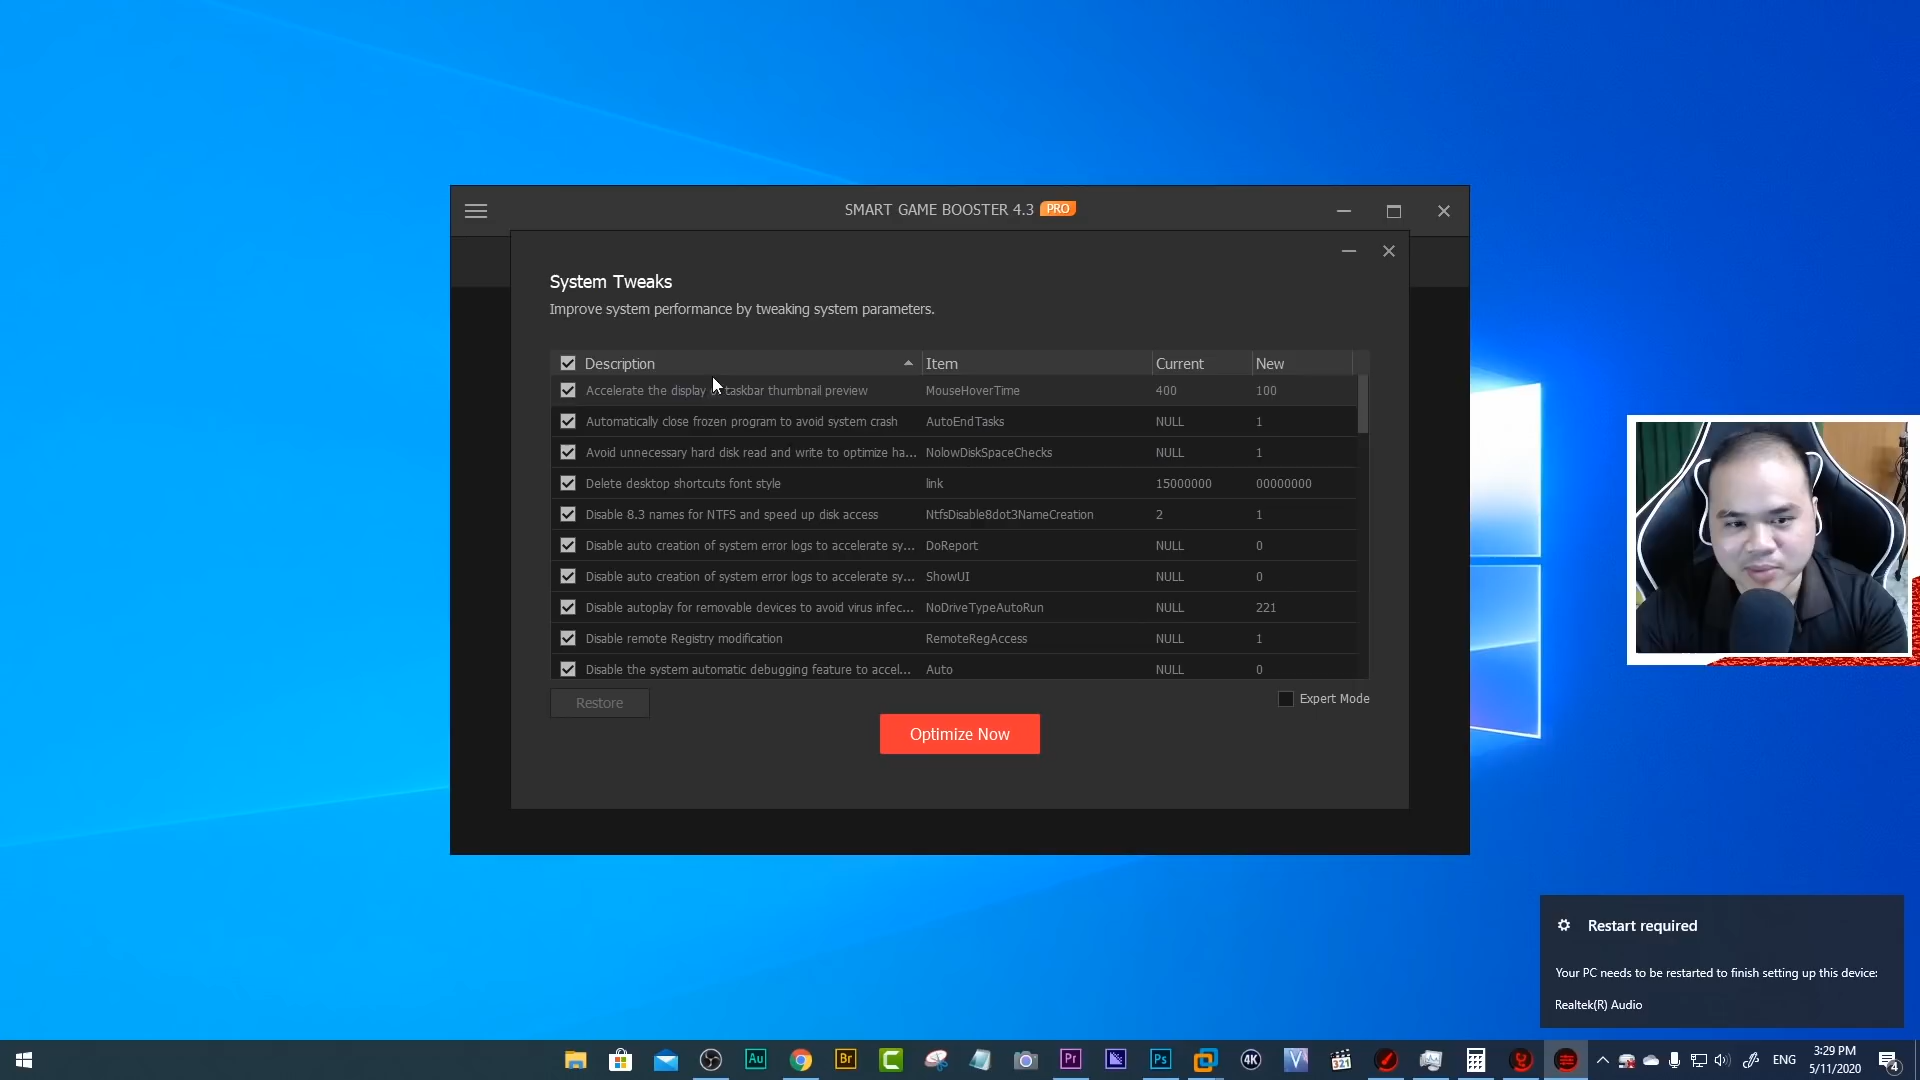 SMART GAME BOOSTER 4.3 PRO
System Tweaks
Improve system performance by tweaking system parameters.
Description Item Current New
Accelerate the display taskbar thumbnail preview MouseHoverTime 400 100
Automatically close frozen program to avoid system crash AutoEndTasks NULL 1
Avoid unnecessary hard disk read and write to optimize ha... NolowDiskSpaceChecks NULL 1
Delete desktop shortcuts font style link 15000000 00000000
Disable 8.3 names for NTFS and speed up disk access NtfsDisable8dot3NameCreation 2 1
Disable auto creation of system error logs to accelerate sy... DoReport NULL 0
Disable auto creation of system error logs to accelerate sy... ShowUI NULL 0
Disable autoplay for removable devices to avoid virus infec... NoDriveTypeAutoRun NULL 221
Disable remote Registry modification RemoteRegAccess NULL 1
Disable the system automatic debugging feature to accel... Auto NULL 0
Restore
Expert Mode
Optimize Now
Restart required
Your PC needs to be restarted to finish setting up this device:
Realtek(R) Audio
Au Br Pr Ps 4K V 321 ENG 3:29 PM
5/11/2020 4